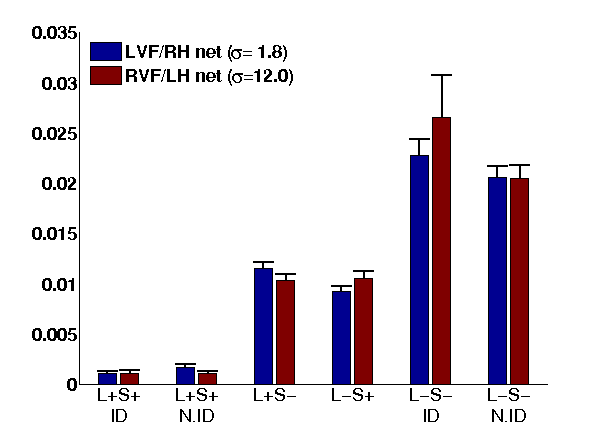 0.035
0.03
0.025
0.02
0.015
0.01
0.005
0
LVF/RH net (σ= 1.8)
RVF/LH net (σ=12.0)
L+S+ L+S+ L+S− L−S+ L−S− L−S−
ID N.ID ID N.ID